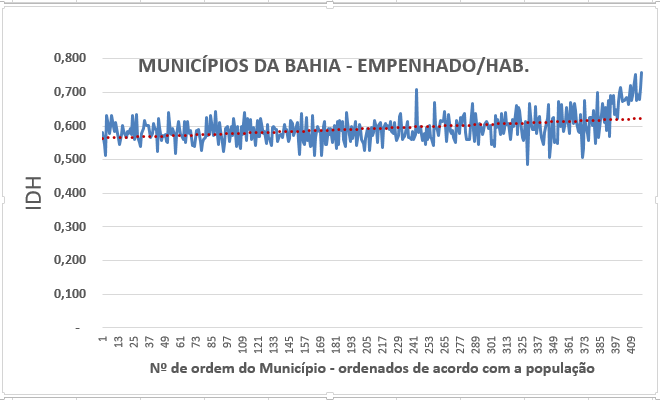 MUNICÍPIOS DA BAHIA - EMPENHADO/HAB.
0,800
0,700
0,600
0,500
0,400
0,300
0,200
0,100
-
IDH
1 13 25 37 49 61 73 85 97 109 121 133 145 157 169 181 193 205 217 229 241 253 265 277 289 301 313 325 337 349 361 373 385 397 409
Nº de ordem do Município - ordenados de acordo com a população